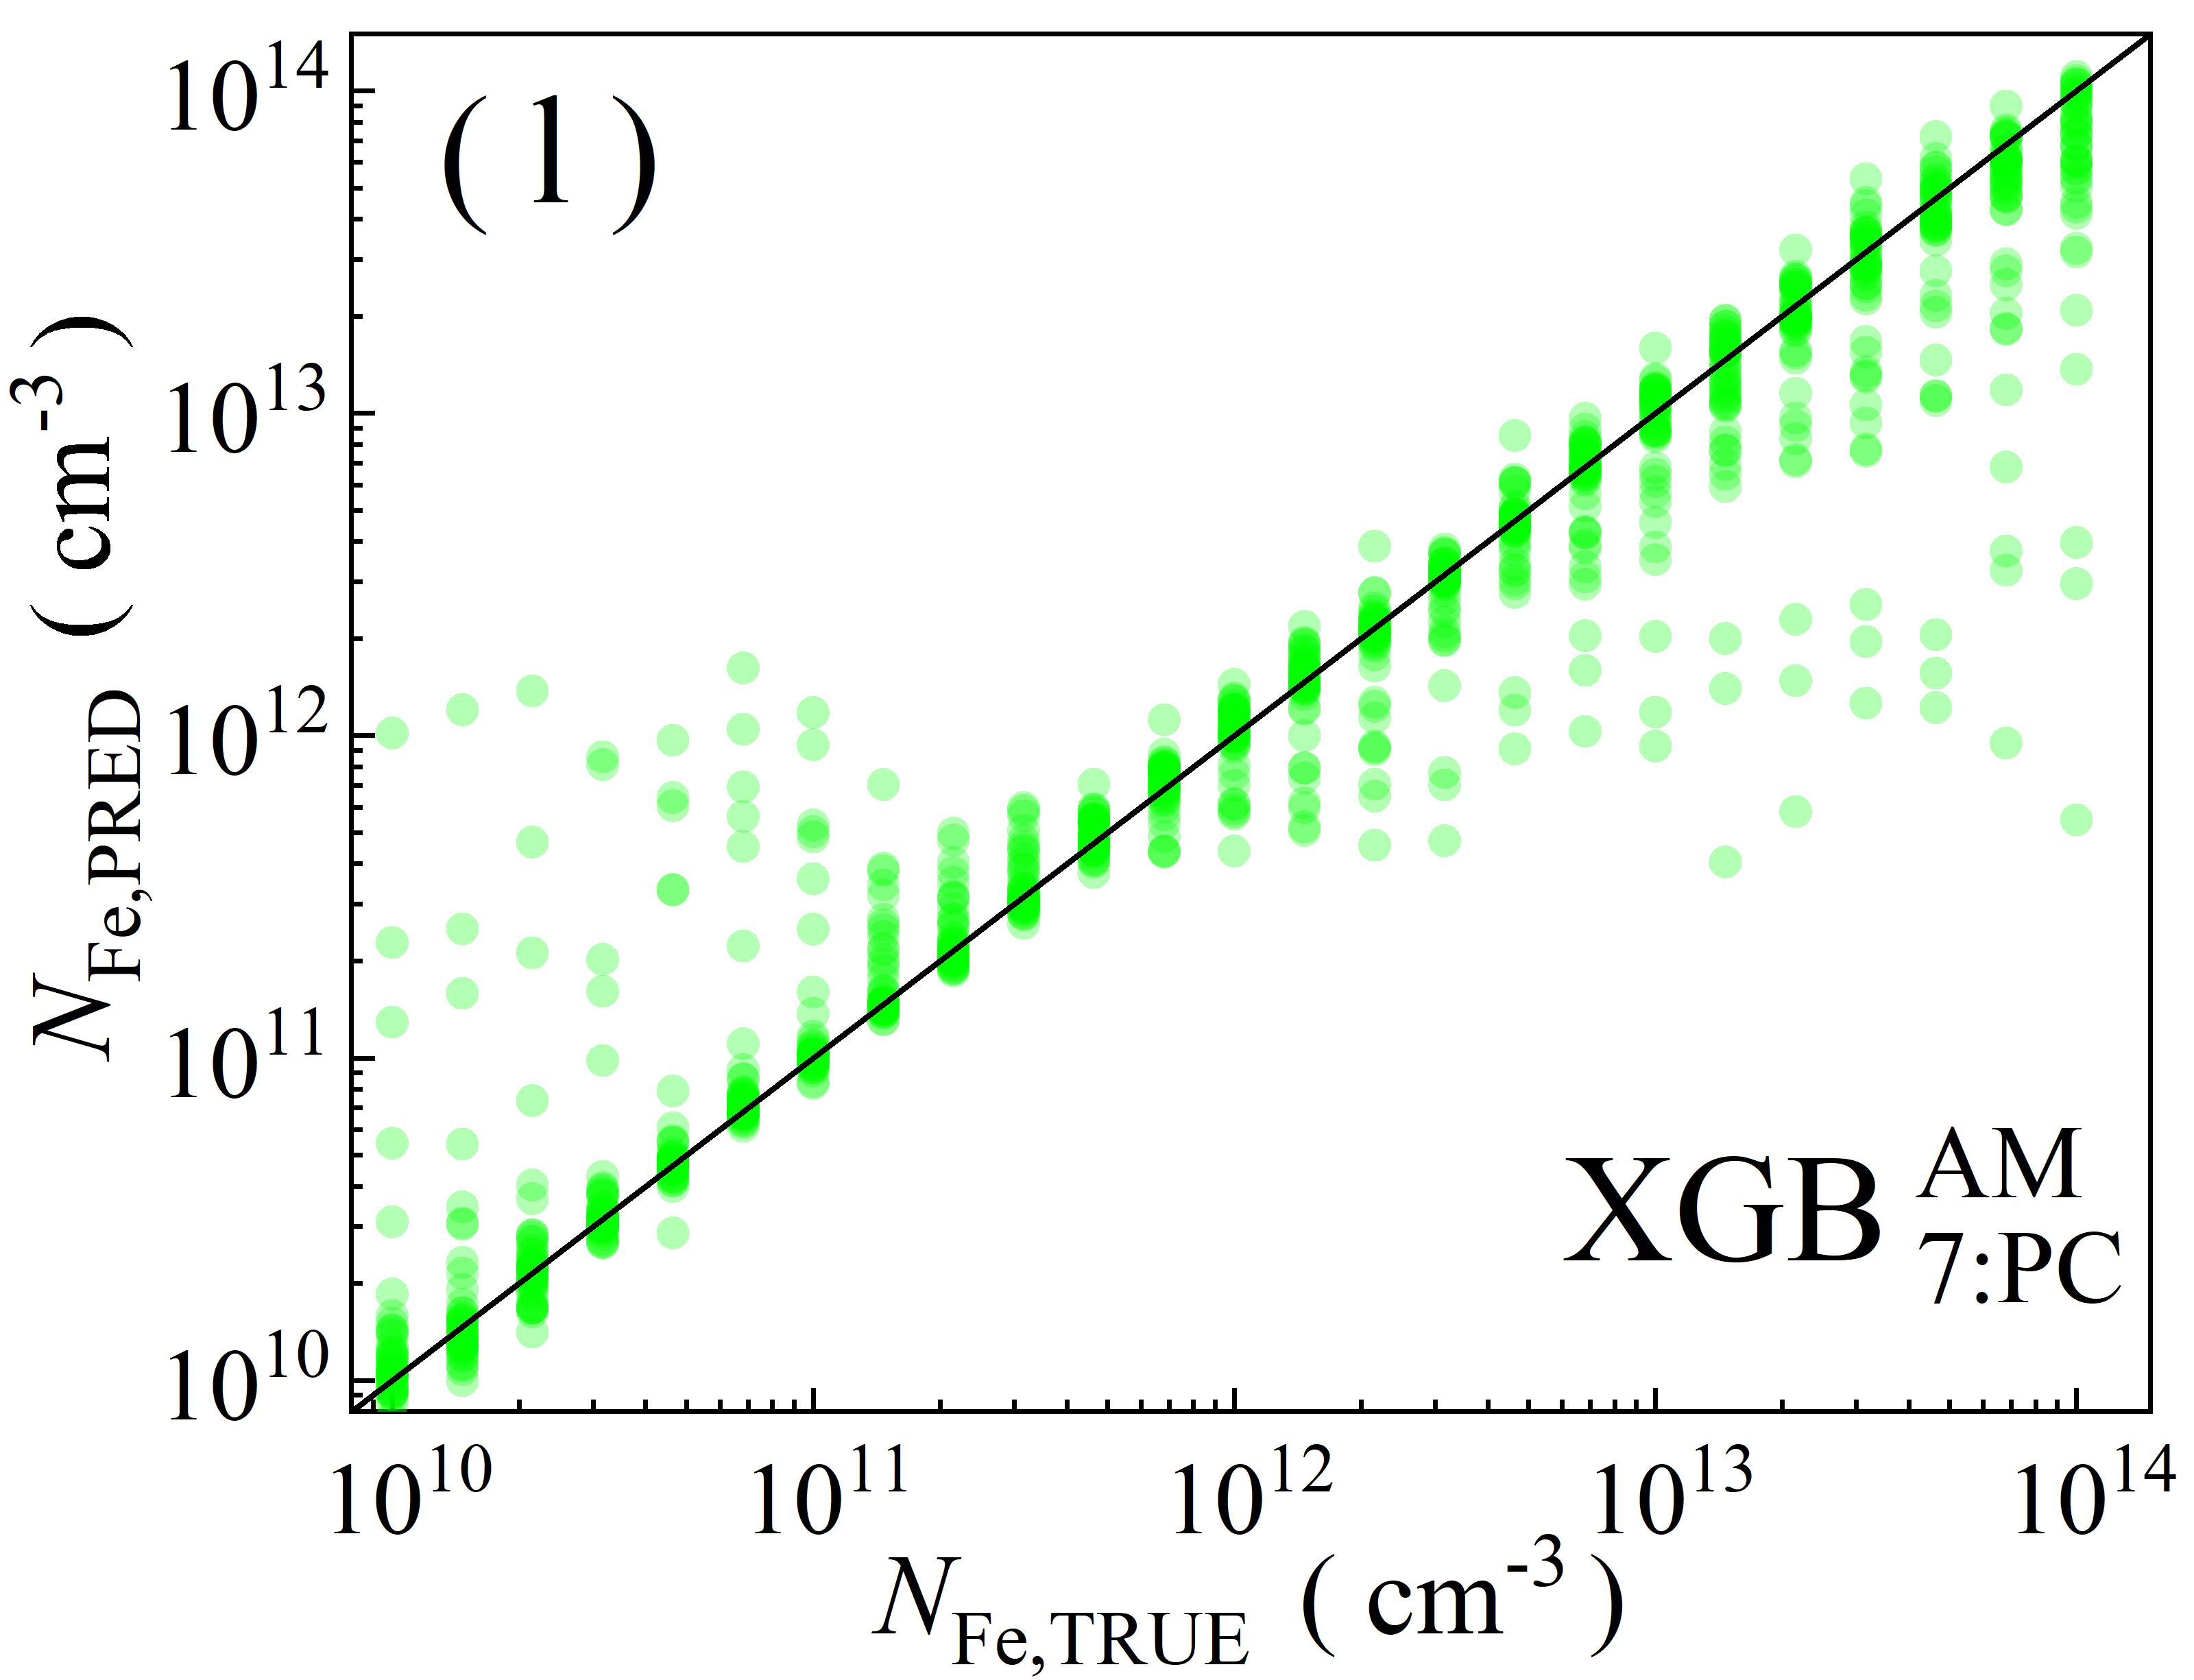 ( l )
10^14
10^13
10^12
10^11
10^10
N_Fe,PRED ( cm^-3 )
XGB AM
7:PC
10^10 10^11 10^12 10^13 10^14
N_Fe,TRUE ( cm^-3 )